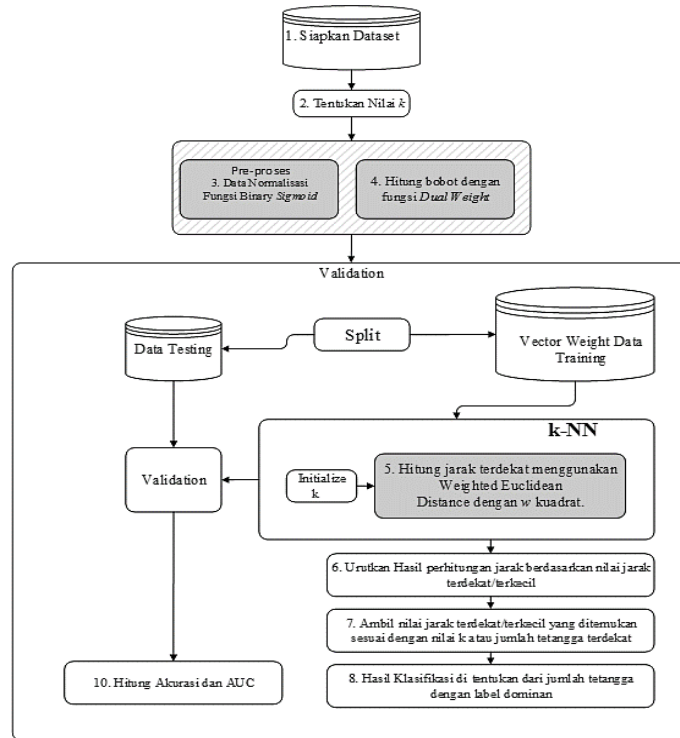 1. Siapkan Dataset
2. Tentukan Nilai k
Pre-proses
3. Data Normalisasi
Fungsi Binary Sigmoid
4. Hitung bobot dengan
fungsi Dual Weight
Validation
Data Testing
Split
Vector Weight Data
Training
k-NN
Validation
Initialize
k
5. Hitung jarak terdekat menggunakan
Weighted Euclidean
Distance dengan w kuadrat.
6. Urutkan Hasil perhitungan jarak berdasarkan nilai jarak
terdekat/terkecil
7. Ambil nilai jarak terdekat/terkecil yang ditemukan
sesuai dengan nilai k atau jumlah tetangga terdekat
10. Hitung Akurasi dan AUC
8. Hasil Klasifikasi di tentukan dari jumlah tetangga
dengan label dominan